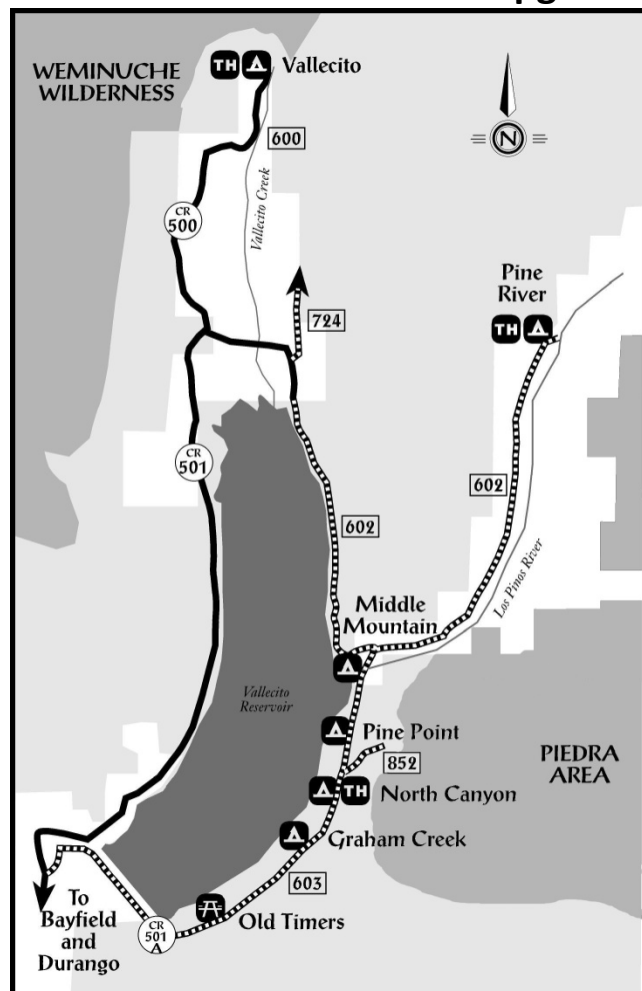 WEMINUCHE
WILDERNESS
TH
Vallecito
600
N
CR
500
Vallecito Creek
724
Pine
River
TH
CR
501
602
602
Los Pinos River
Middle
Mountain
Vallecito
Reservoir
Pine Point
852
PIEDRA
AREA
TH
North Canyon
Graham Creek
603
Old Timers
CR
501
A
To
Bayfield
and
Durango